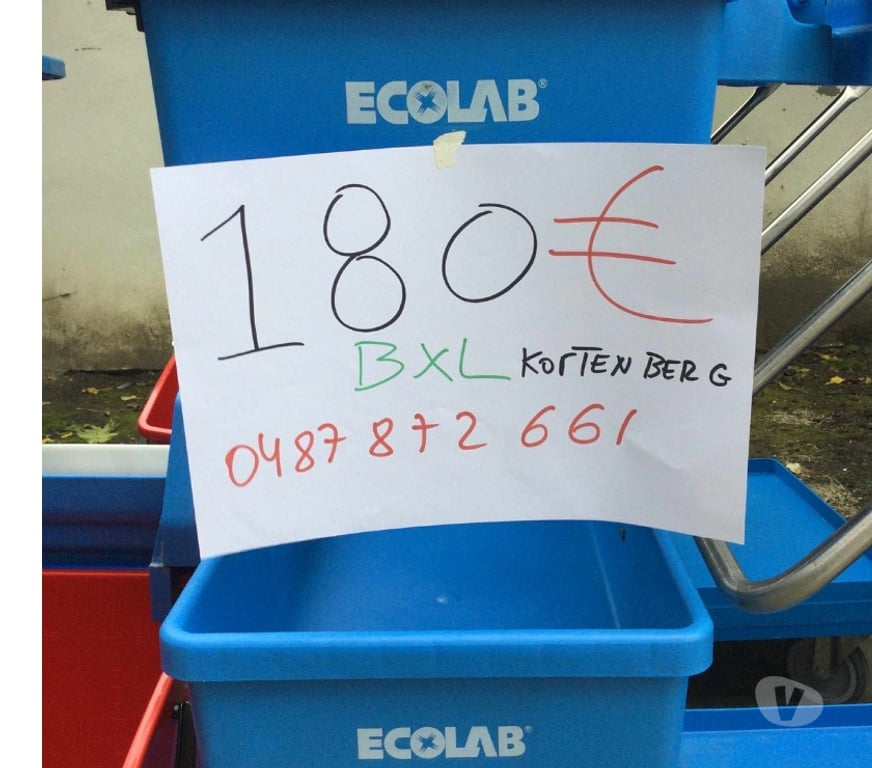 ECOLAB®
180€
BXL KORTENBERG
0487 872 661
ECOLAB®
V